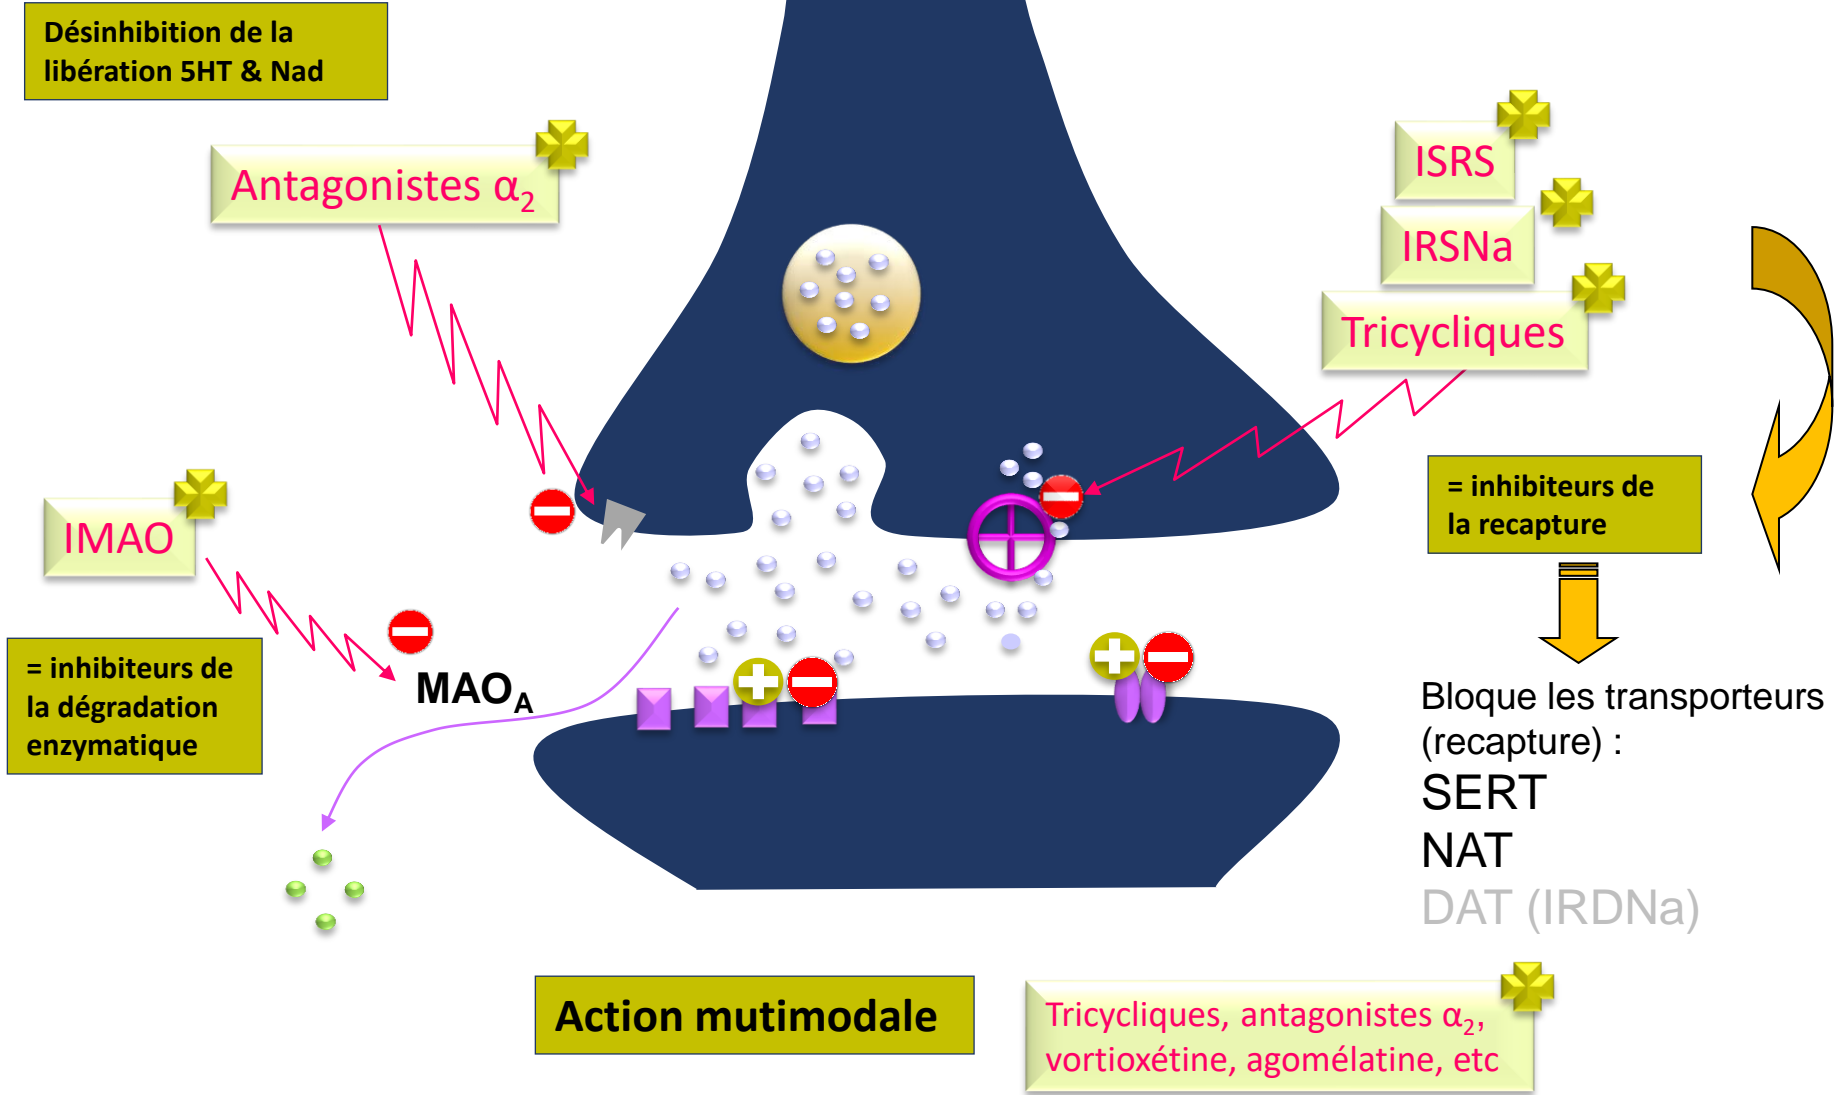 Désinhibition de la
libération 5HT & Nad
Antagonistes α₂
ISRS
IRSNa
Tricycliques
IMAO
= inhibiteurs de
la dégradation
enzymatique
MAO_A
= inhibiteurs de
la recapture
Bloque les transporteurs
(recapture) :
SERT
NAT
DAT (IRDNa)
Action mutimodale
Tricycliques, antagonistes α₂,
vortioxétine, agomélatine, etc